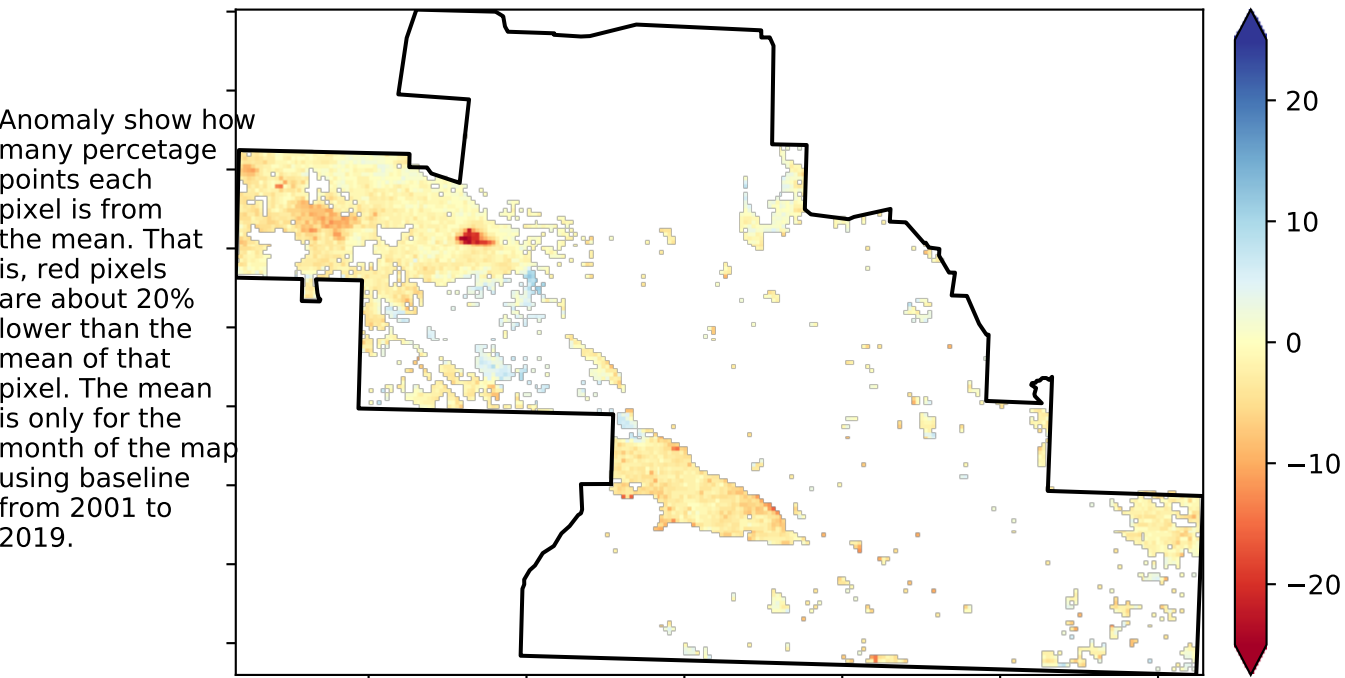 Anomaly show how
many percetage
points each
pixel is from
the mean. That
is, red pixels
are about 20%
lower than the
mean of that
pixel. The mean
is only for the
month of the map
using baseline
from 2001 to
2019.
20
10
0
−10
−20